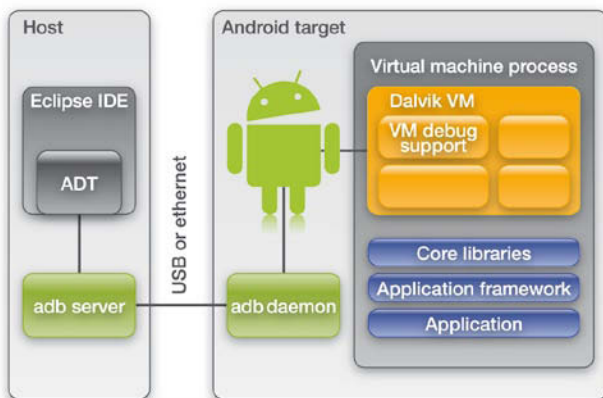 Host
Eclipse IDE
ADT
adb server
USB or ethernet
Android target
adb daemon
Virtual machine process
Dalvik VM
VM debug
support
Core libraries
Application framework
Application